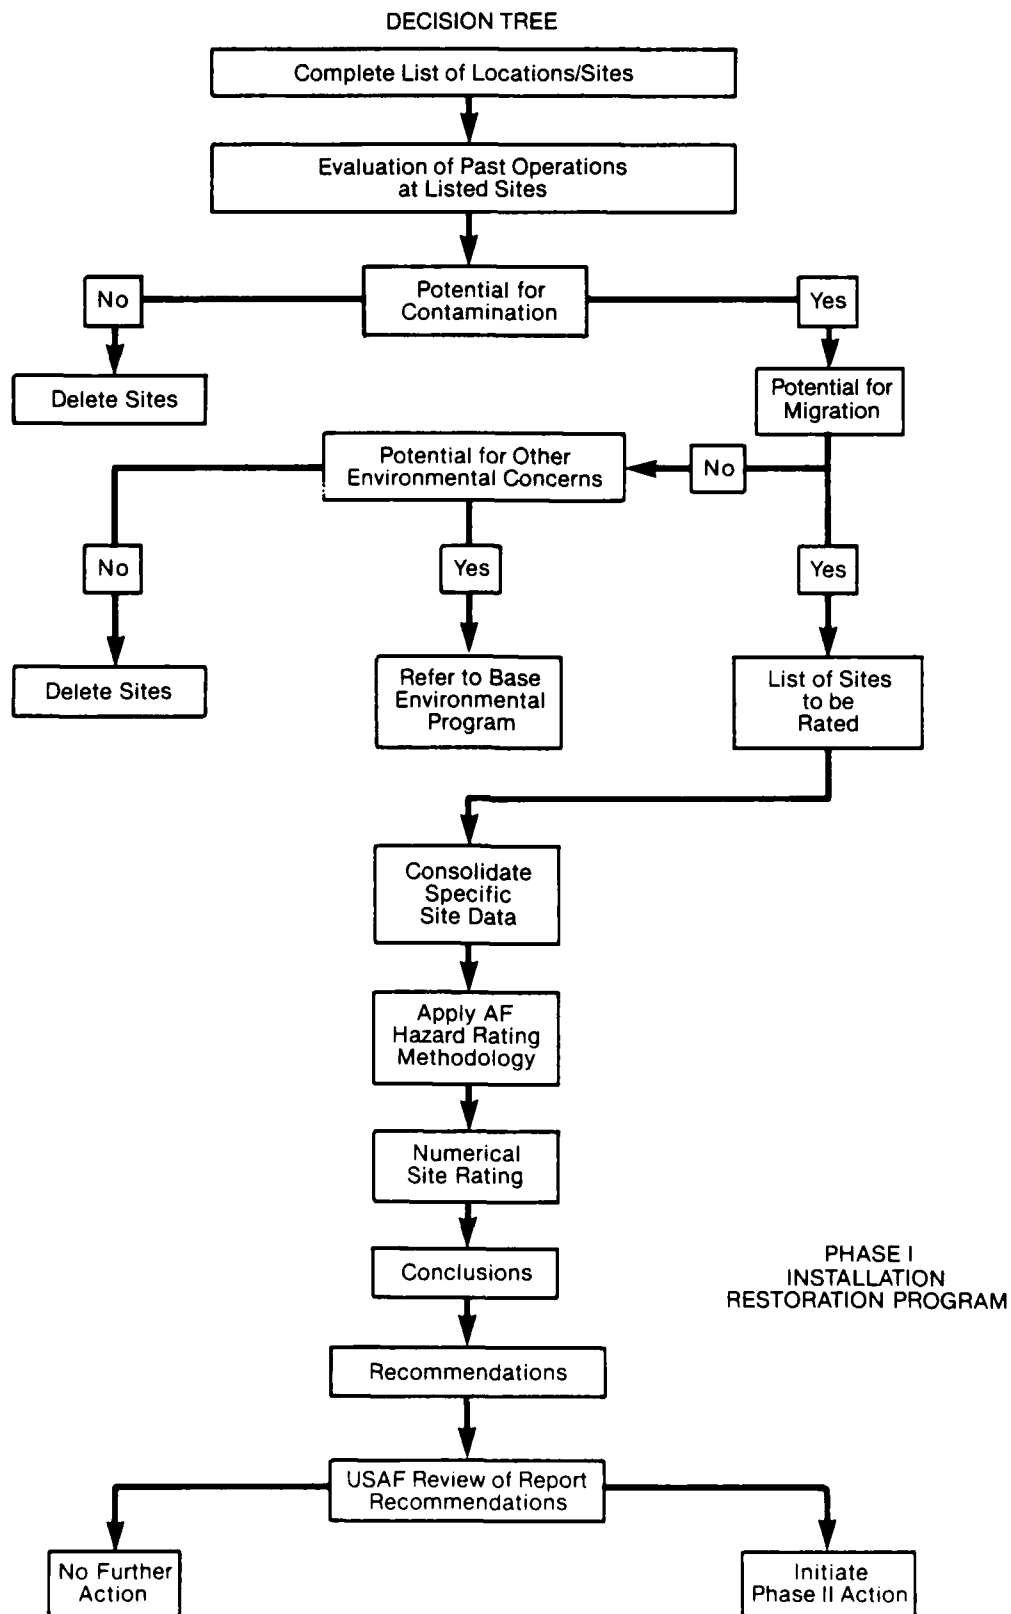 DECISION TREE
Complete List of Locations/Sites
Evaluation of Past Operations
at Listed Sites
No
Potential for
Contamination
Yes
Delete Sites
Potential for
Migration
Potential for Other
Environmental Concerns
No
No
Yes
Yes
Delete Sites
Refer to Base
Environmental
Program
List of Sites
to be
Rated
Consolidate
Specific
Site Data
Apply AF
Hazard Rating
Methodology
Numerical
Site Rating
Conclusions
PHASE I
INSTALLATION
RESTORATION PROGRAM
Recommendations
USAF Review of Report
Recommendations
No Further
Action
Initiate
Phase II Action